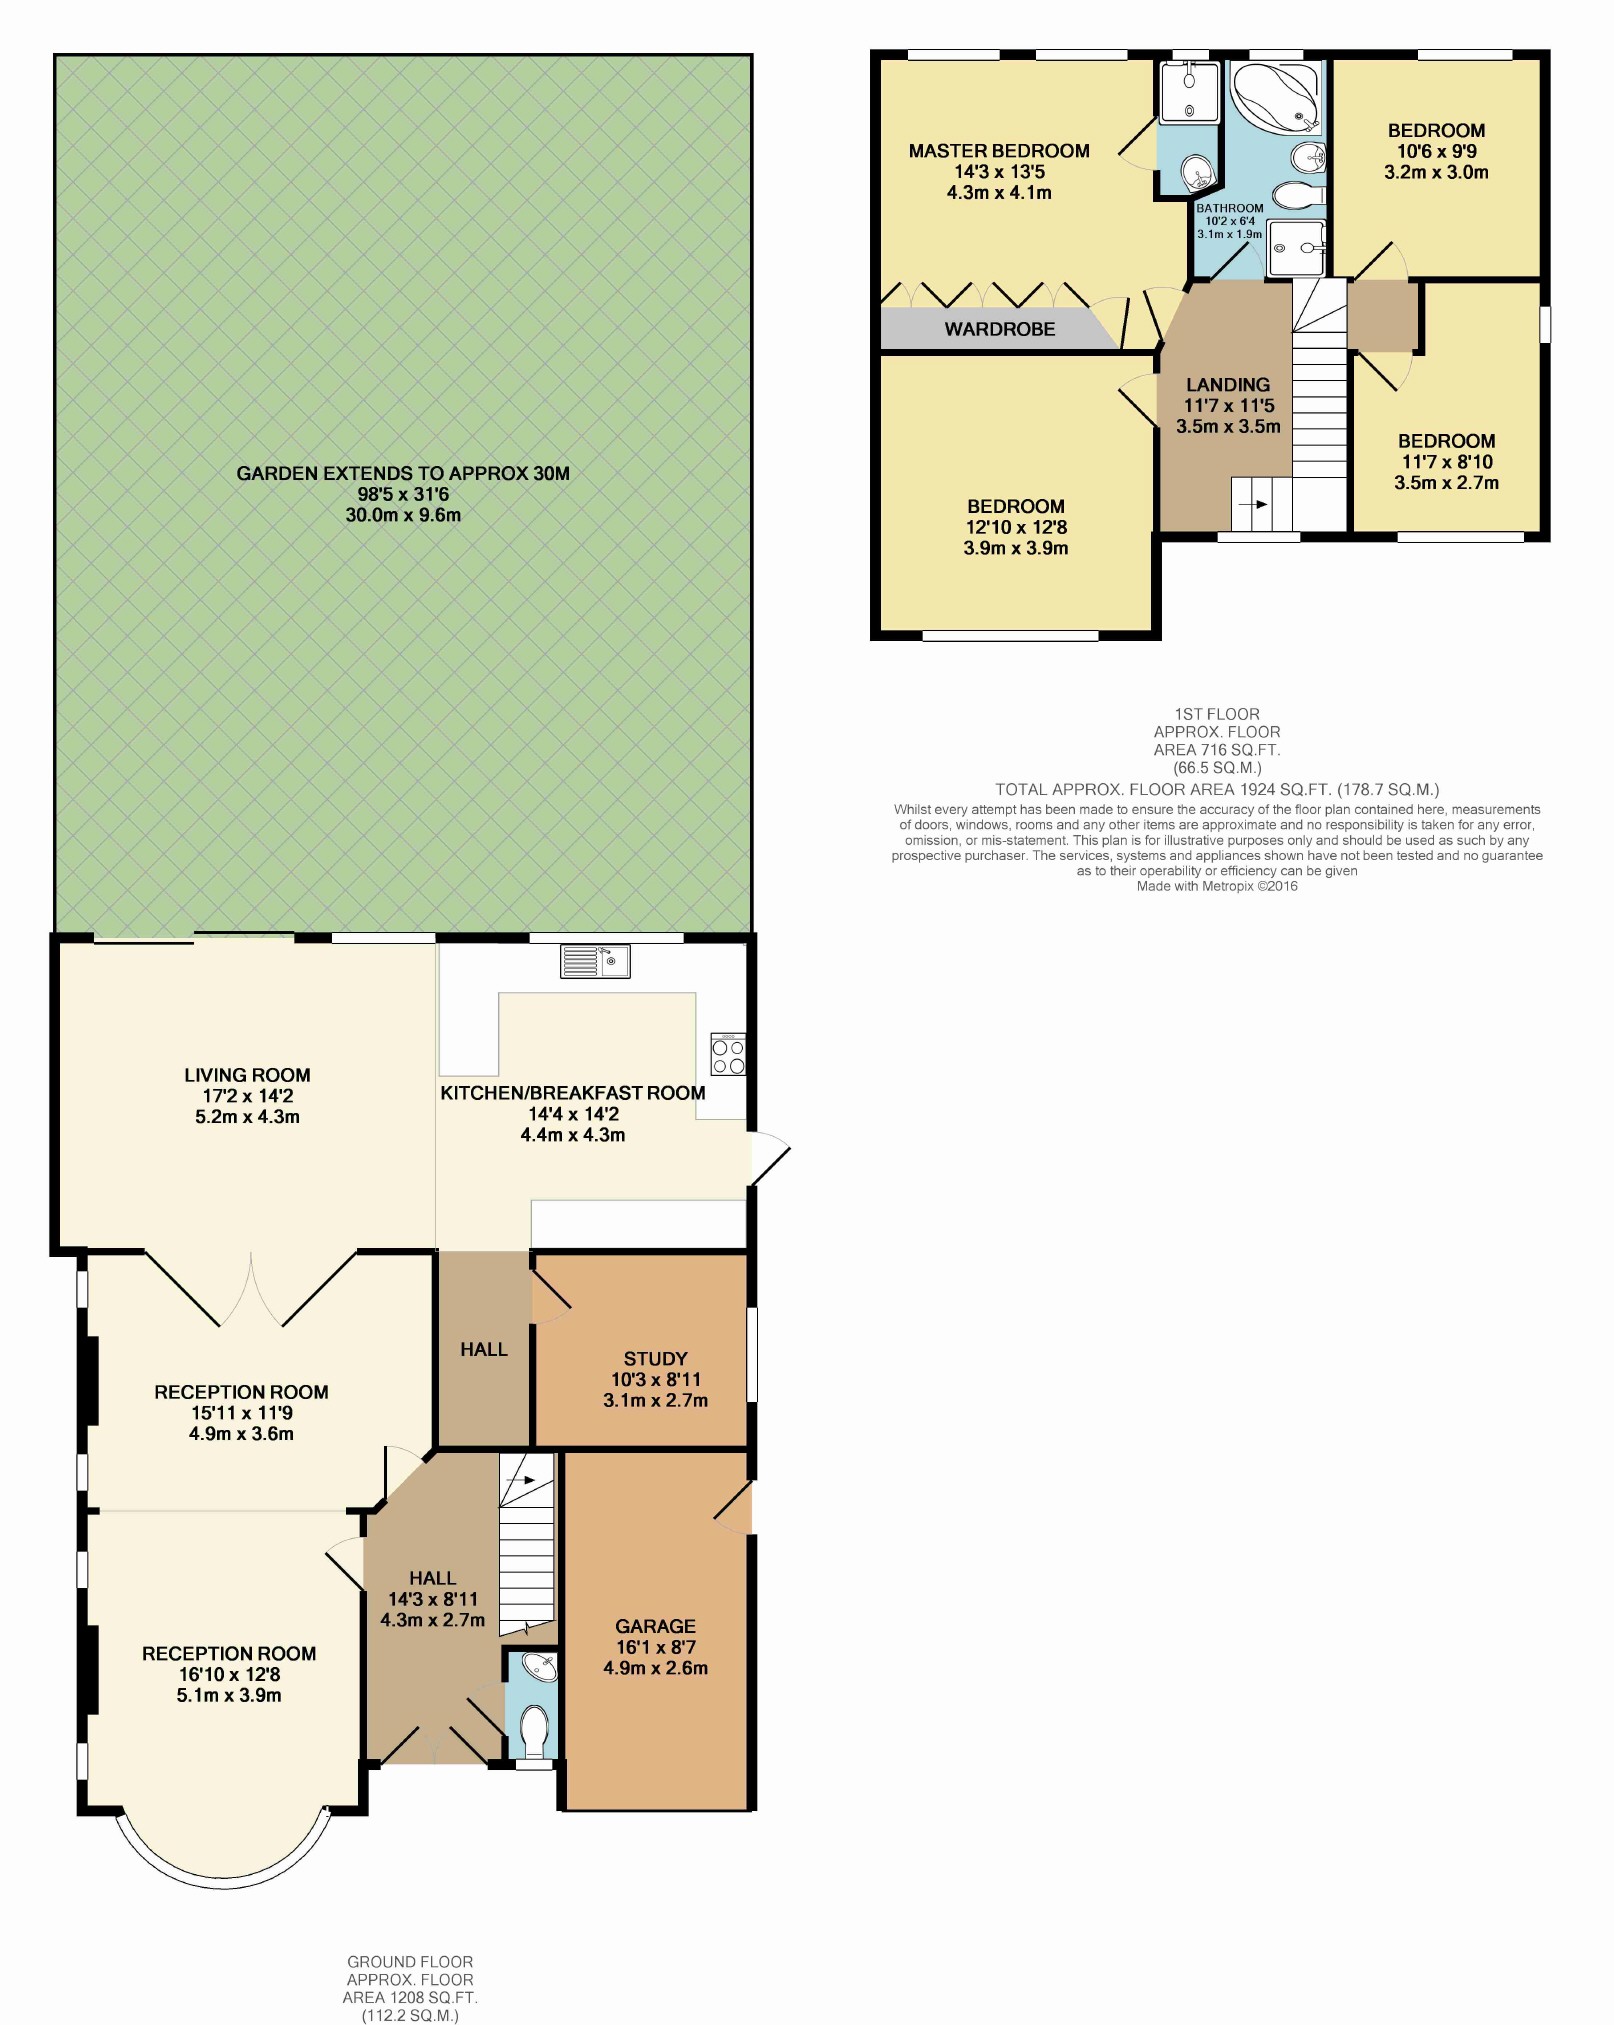 GARDEN EXTENDS TO APPROX 30M
98'5 x 31'6
30.0m x 9.6m
LIVING ROOM
17'2 x 14'2
5.2m x 4.3m
KITCHEN/BREAKFAST ROOM
14'4 x 14'2
4.4m x 4.3m
HALL
STUDY
10'3 x 8'11
3.1m x 2.7m
RECEPTION ROOM
15'11 x 11'9
4.9m x 3.6m
HALL
14'3 x 8'11
4.3m x 2.7m
GARAGE
16'1 x 8'7
4.9m x 2.6m
RECEPTION ROOM
16'10 x 12'8
5.1m x 3.9m
GROUND FLOOR
APPROX. FLOOR
AREA 1208 SQ.FT.
(112.2 SQ.M.)
MASTER BEDROOM
14'3 x 13'5
4.3m x 4.1m
BATHROOM
10'2 x 6'4
3.1m x 1.9m
BEDROOM
10'6 x 9'9
3.2m x 3.0m
WARDROBE
LANDING
11'7 x 11'5
3.5m x 3.5m
BEDROOM
11'7 x 8'10
3.5m x 2.7m
BEDROOM
12'10 x 12'8
3.9m x 3.9m
1ST FLOOR
APPROX. FLOOR
AREA 716 SQ.FT.
(66.5 SQ.M.)
TOTAL APPROX. FLOOR AREA 1924 SQ.FT. (178.7 SQ.M.)
Whilst every attempt has been made to ensure the accuracy of the floor plan contained here, measurements
of doors, windows, rooms and any other items are approximate and no responsibility is taken for any error,
omission, or mis-statement. This plan is for illustrative purposes only and should be used as such by any
prospective purchaser. The services, systems and appliances shown have not been tested and no guarantee
as to their operability or efficiency can be given
Made with Metropix ©2016